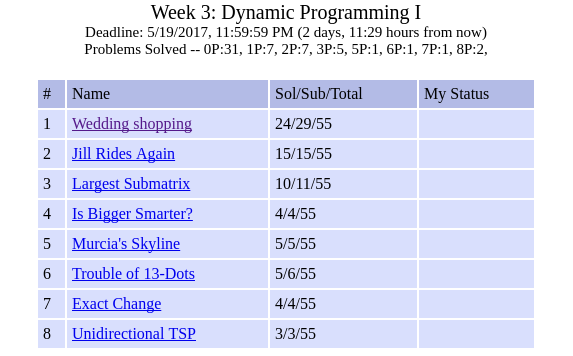 Week 3: Dynamic Programming I
Deadline: 5/19/2017, 11:59:59 PM (2 days, 11:29 hours from now)
Problems Solved -- 0P:31, 1P:7, 2P:7, 3P:5, 5P:1, 6P:1, 7P:1, 8P:2,
# Name Sol/Sub/Total My Status
1 Wedding shopping 24/29/55
2 Jill Rides Again 15/15/55
3 Largest Submatrix 10/11/55
4 Is Bigger Smarter? 4/4/55
5 Murcia's Skyline 5/5/55
6 Trouble of 13-Dots 5/6/55
7 Exact Change 4/4/55
8 Unidirectional TSP 3/3/55